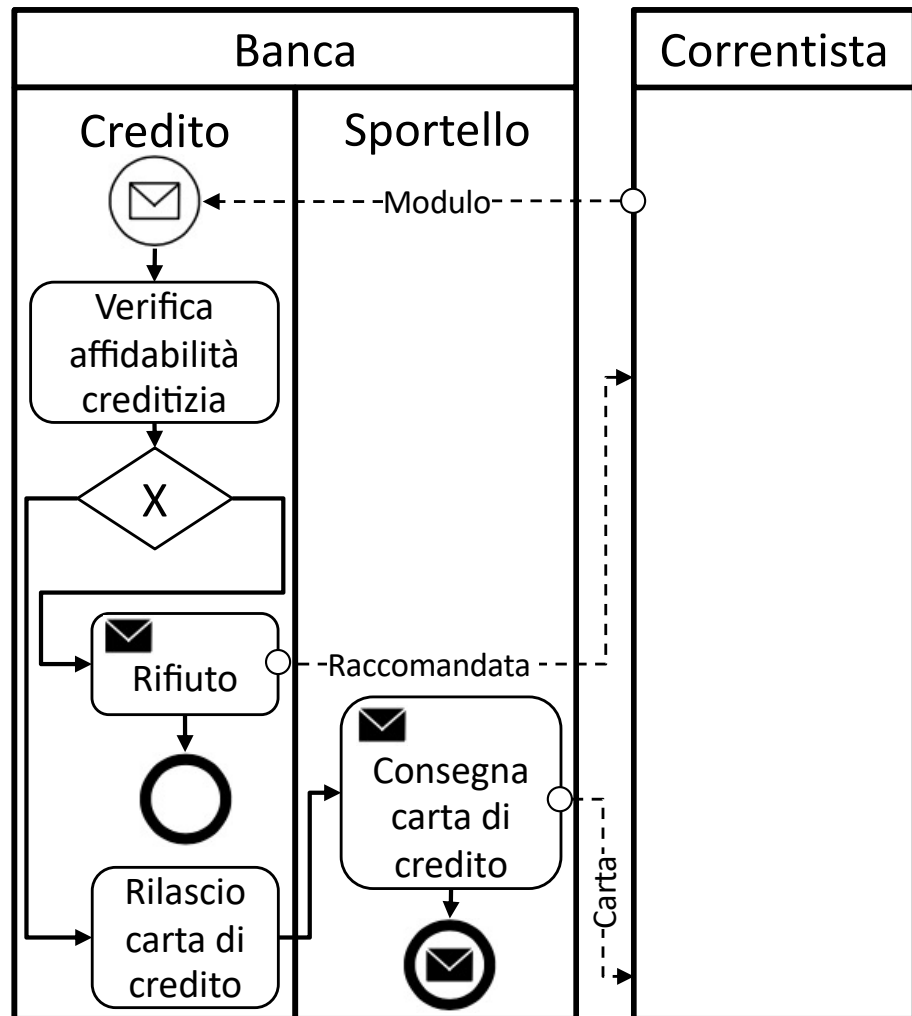 Banca
Correntista
Credito
Sportello
Modulo
Verifica
affidabilità
creditizia
X
Rifiuto
Raccomandata
Consegna
carta di
credito
Carta
Rilascio
carta di
credito